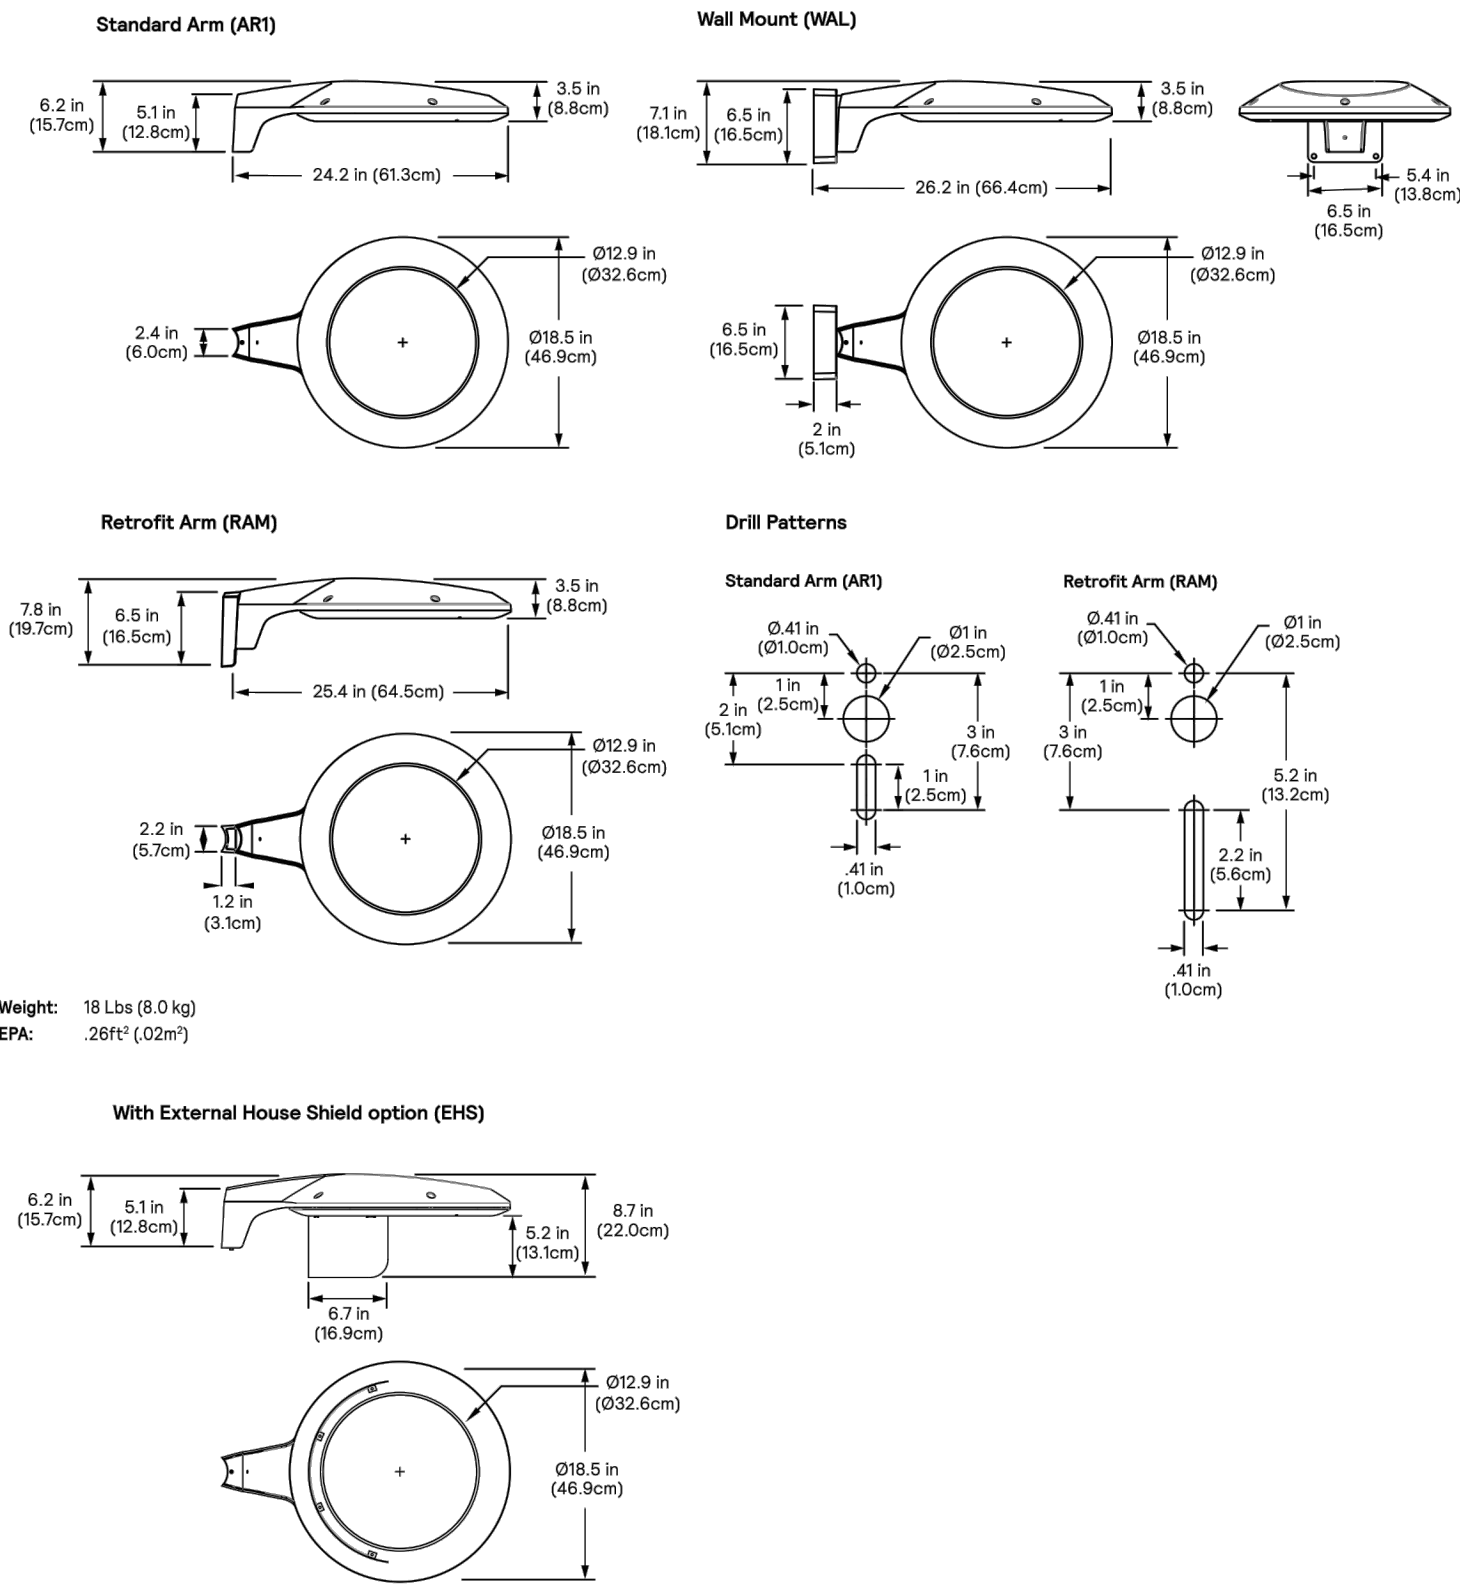 Standard Arm (AR1)
6.2 in
(15.7cm)
5.1 in
(12.8cm)
3.5 in
(8.8cm)
24.2 in (61.3cm)
Ø12.9 in
(Ø32.6cm)
2.4 in
(6.0cm)
Ø18.5 in
(46.9cm)
Wall Mount (WAL)
7.1 in
(18.1cm)
6.5 in
(16.5cm)
3.5 in
(8.8cm)
26.2 in (66.4cm)
5.4 in
(13.8cm)
6.5 in
(16.5cm)
Ø12.9 in
(Ø32.6cm)
6.5 in
(16.5cm)
Ø18.5 in
(46.9cm)
2 in
(5.1cm)
Retrofit Arm (RAM)
7.8 in
(19.7cm)
6.5 in
(16.5cm)
3.5 in
(8.8cm)
25.4 in (64.5cm)
Ø12.9 in
(Ø32.6cm)
2.2 in
(5.7cm)
Ø18.5 in
(46.9cm)
1.2 in
(3.1cm)
Drill Patterns
Standard Arm (AR1)
Ø.41 in
(Ø1.0cm)
Ø1 in
(Ø2.5cm)
1 in
(2.5cm)
2 in
(5.1cm)
3 in
(7.6cm)
1 in
(2.5cm)
.41 in
(1.0cm)
Retrofit Arm (RAM)
Ø.41 in
(Ø1.0cm)
Ø1 in
(Ø2.5cm)
1 in
(2.5cm)
3 in
(7.6cm)
5.2 in
(13.2cm)
2.2 in
(5.6cm)
.41 in
(1.0cm)
Weight: 18 Lbs (8.0 kg)
EPA: .26ft² (.02m²)
With External House Shield option (EHS)
6.2 in
(15.7cm)
5.1 in
(12.8cm)
8.7 in
(22.0cm)
5.2 in
(13.1cm)
6.7 in
(16.9cm)
Ø12.9 in
(Ø32.6cm)
Ø18.5 in
(46.9cm)